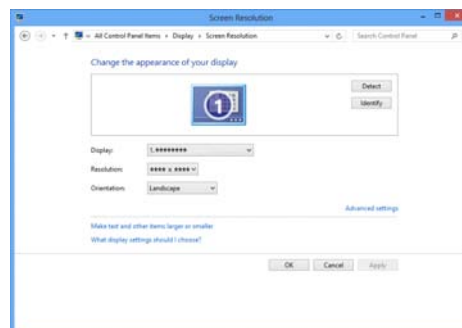 Screen Resolution
« All Control Panel Items ▸ Display ▸ Screen Resolution
Search Control Panel
Change the appearance of your display
1
Detect
Identify
Display: 1.********
Resolution: **** x ****
Orientation: Landscape
Advanced settings
Make text and other items larger or smaller
What display settings should I choose?
OK Cancel Apply